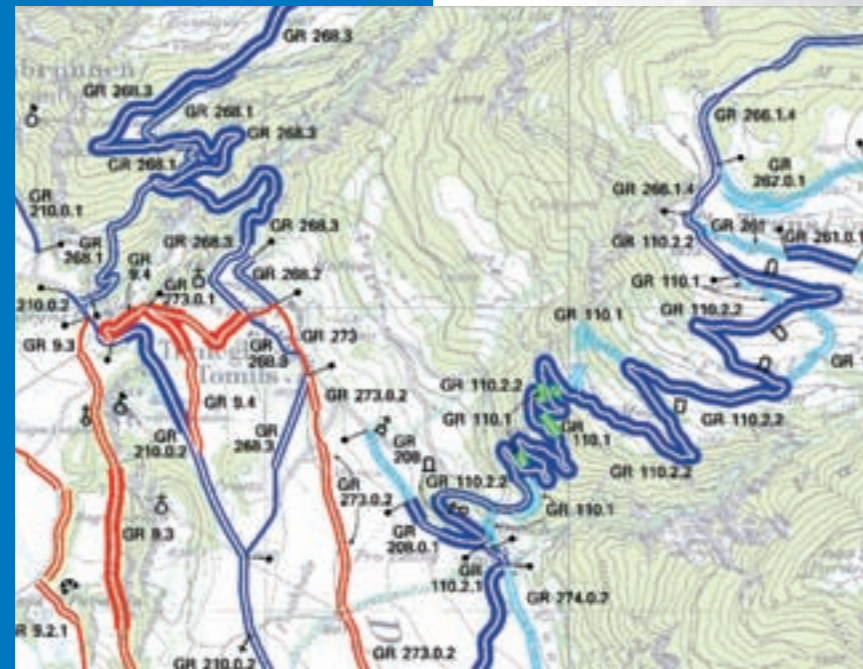 GR 268.3
GR 268.3
GR 268.1
GR 268.3
GR 268.1
GR 266.1.4
GR
262.0.1
GR
210.0.1
GR 266.1.4
GR 268.3
GR 268.3
GR
268.1
GR
9.4
GR 110.2.2
GR 261
GR 261.0.1
GR 268.2
GR
273.0.1
GR 110.1
210.0.2
GR 110.2.2
GR 110.1
GR 9.3
GR 273
GR
268.3
Tomils
GR 273.0.2
GR 110.2.2
GR 9.4
GR 110.1
GR
110.1
GR 110.2.2
GR
210.0.2
GR
268.3
GR
208
GR 110.2.2
GR 110.2.2
GR
273.0.2
GR 110.1
GR 9.3
GR
208.0.1
GR
110.2.1
GR 274.0.2
R 9.2.1
GR 273.0.2
GR 210.0.2